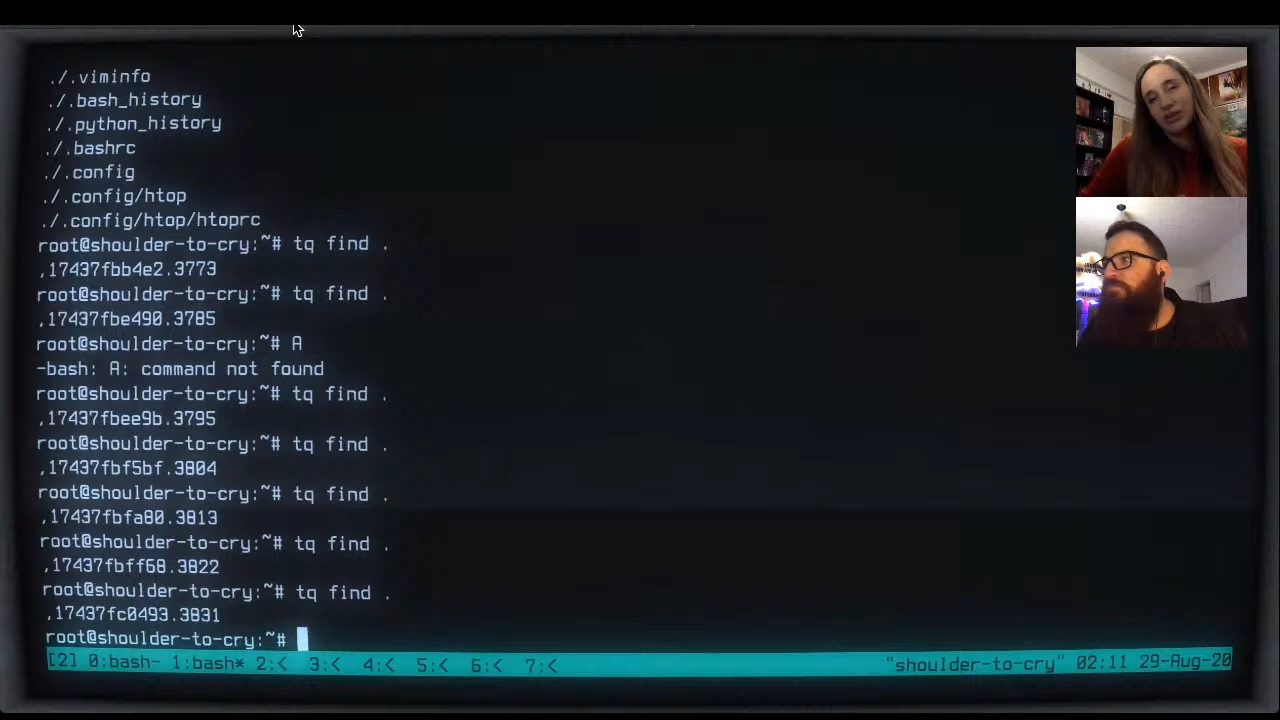 ./.viminfo
./.bash_history
./.python_history
./.bashrc
./.config
./.config/htop
./.config/htop/htoprc
root@shoulder-to-cry:~# tq find .
,17437fbb4e2.3773
root@shoulder-to-cry:~# tq find .
,17437fbe490.3785
root@shoulder-to-cry:~# A
-bash: A: command not found
root@shoulder-to-cry:~# tq find .
,17437fbee9b.3795
root@shoulder-to-cry:~# tq find .
,17437fbf5bf.3804
root@shoulder-to-cry:~# tq find .
,17437fbfa80.3813
root@shoulder-to-cry:~# tq find .
,17437fbff68.3822
root@shoulder-to-cry:~# tq find .
,17437fc0493.3831
root@shoulder-to-cry:~#
[2] 0:bash- 1:bash* 2:< 3:< 4:< 5:< 6:< 7:< "shoulder-to-cry" 02:11 29-Aug-20